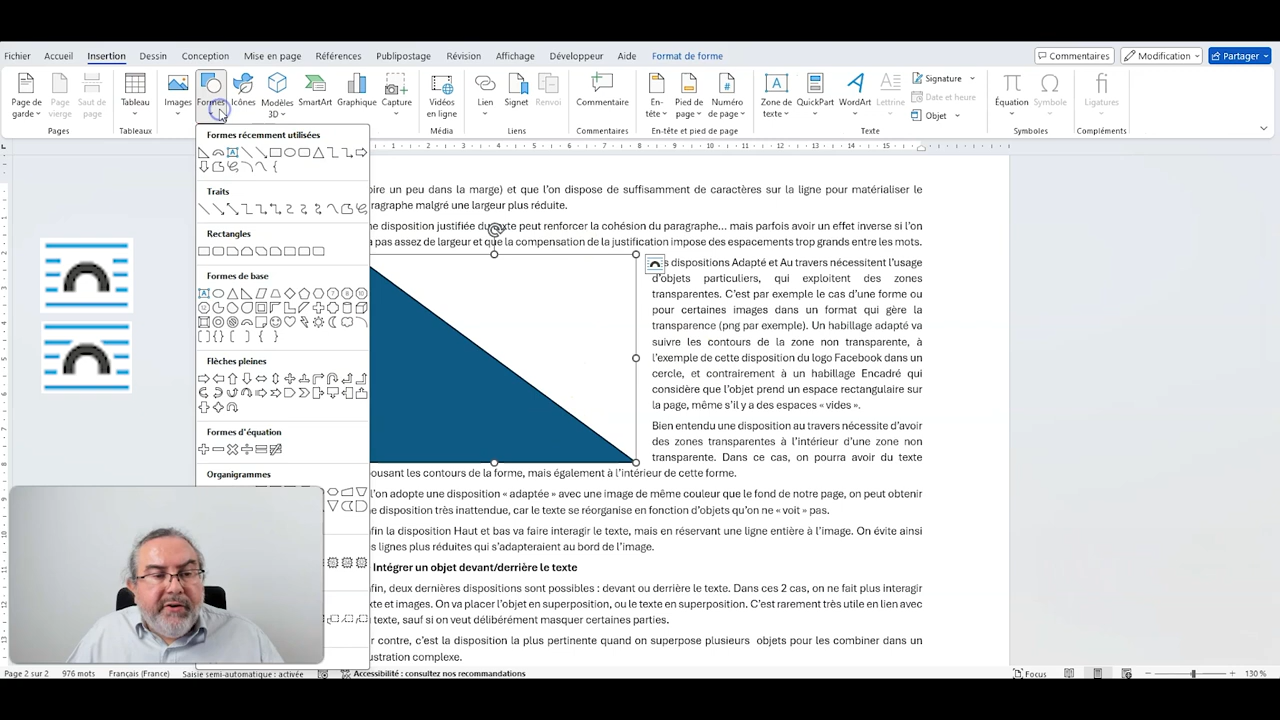 Fichier Accueil Insertion Dessin Conception Mise en page Références Publipostage Révision Affichage Développeur Aide Format de forme Commentaires Modification Partager
Page de garde Page vierge Saut de page Tableau Images Formes Icônes Modèles 3D SmartArt Graphique Capture Vidéos en ligne Lien Signet Renvoi Commentaire En-tête Pied de page Numéro de page Zone de texte QuickPart WordArt Lettrine Signature Date et heure Objet Équation Symbole Ligatures
Pages Tableaux Média Liens Commentaires En-tête et pied de page Texte Symboles Compléments
Formes récemment utilisées
Traits
Rectangles
Formes de base
Flèches pleines
Formes d'équation
Organigrammes
1 2 3 4 5 6 7 8 9 10 11 12 13 14 15
un peu dans la marge) et que l'on dispose de suffisamment de caractères sur la ligne pour matérialiser le
malgré une largeur plus réduite.
disposition justifiée du texte peut renforcer la cohésion du paragraphe... mais parfois avoir un effet inverse si l'on
pas assez de largeur et que la compensation de la justification impose des espacements trop grands entre les mots.
dispositions Adapté et Au travers nécessitent l'usage
d'objets particuliers, qui exploitent des zones
transparentes. C'est par exemple le cas d'une forme ou
pour certaines images dans un format qui gère la
transparence (png par exemple). Un habillage adapté va
suivre les contours de la zone non transparente, à
l'exemple de cette disposition du logo Facebook dans un
cercle, et contrairement à un habillage Encadré qui
considère que l'objet prend un espace rectangulaire sur
la page, même s'il y a des espaces « vides ».
Bien entendu une disposition au travers nécessite d'avoir
des zones transparentes à l'intérieur d'une zone non
transparente. Dans ce cas, on pourra avoir du texte
les contours de la forme, mais également à l'intérieur de cette forme.
l'on adopte une disposition « adaptée » avec une image de même couleur que le fond de notre page, on peut obtenir
disposition très inattendue, car le texte se réorganise en fonction d'objets qu'on ne « voit » pas.
la disposition Haut et bas va faire interagir le texte, mais en réservant une ligne entière à l'image. On évite ainsi
lignes plus réduites qui s'adapteraient au bord de l'image.
Intégrer un objet devant/derrière le texte
deux dernières dispositions sont possibles : devant ou derrière le texte. Dans ces 2 cas, on ne fait plus interagir
et images. On va placer l'objet en superposition, ou le texte en superposition. C'est rarement très utile en lien avec
texte, sauf si on veut délibérément masquer certaines parties.
contre, c'est la disposition la plus pertinente quand on superpose plusieurs objets pour les combiner dans un
complexe.
Page 2 sur 2 976 mots Français (France) Saisie semi-automatique : activée Accessibilité : consultez nos recommandations Focus 130 %